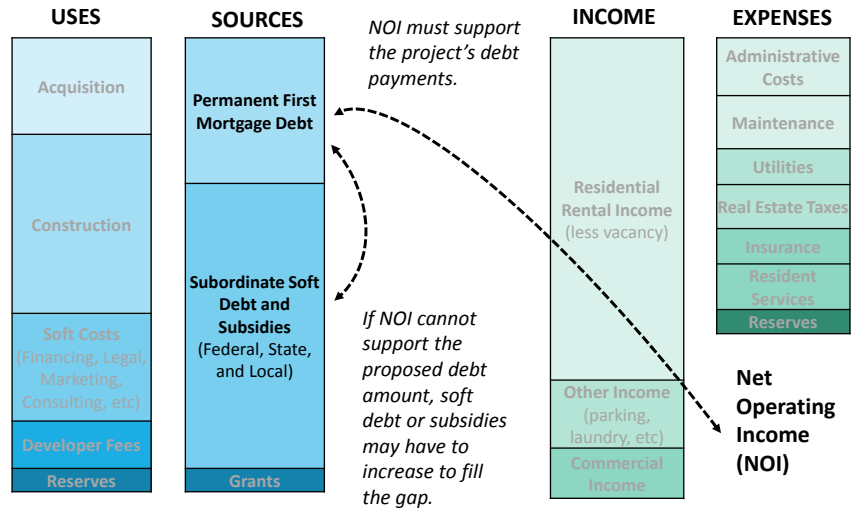 USES
Acquisition
Construction
Soft Costs
(Financing, Legal,
Marketing,
Consulting, etc)
Developer Fees
Reserves
SOURCES
Permanent First
Mortgage Debt
Subordinate Soft
Debt and
Subsidies
(Federal, State,
and Local)
Grants
NOI must support
the project’s debt
payments.
If NOI cannot
support the
proposed debt
amount, soft
debt or subsidies
may have to
increase to fill
the gap.
INCOME
Residential
Rental Income
(less vacancy)
Other Income
(parking,
laundry, etc)
Commercial
Income
EXPENSES
Administrative
Costs
Maintenance
Utilities
Real Estate Taxes
Insurance
Resident
Services
Reserves
Net
Operating
Income
(NOI)